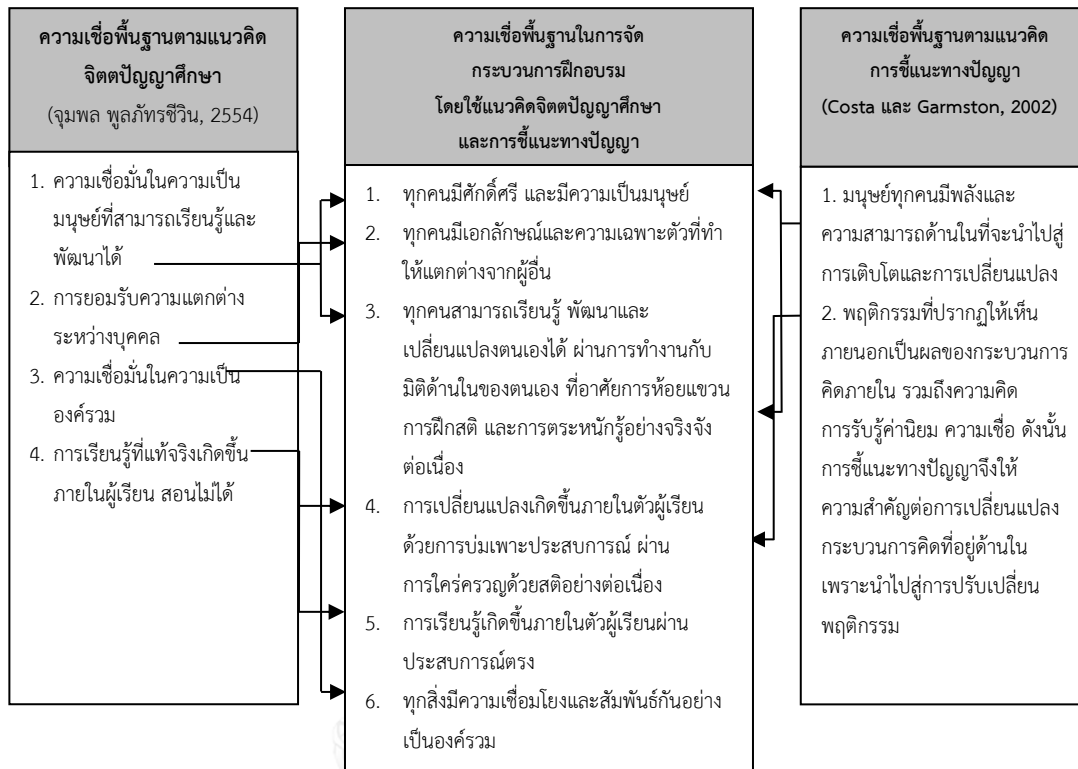 ความเชื่อพื้นฐานตามแนวคิด
จิตตปัญญาศึกษา
(จุมพล พูลภัทรชีวิน, 2554)
1. ความเชื่อมั่นในความเป็น
มนุษย์ที่สามารถเรียนรู้และ
พัฒนาได้
2. การยอมรับความแตกต่าง
ระหว่างบุคคล
3. ความเชื่อมั่นในความเป็น
องค์รวม
4. การเรียนรู้ที่แท้จริงเกิดขึ้น
ภายในผู้เรียน สอนไม่ได้
ความเชื่อพื้นฐานในการจัด
กระบวนการฝึกอบรม
โดยใช้แนวคิดจิตตปัญญาศึกษา
และการชี้แนะทางปัญญา
1. ทุกคนมีศักดิ์ศรี และมีความเป็นมนุษย์
2. ทุกคนมีเอกลักษณ์และความเฉพาะตัวที่ทำ
ให้แตกต่างจากผู้อื่น
3. ทุกคนสามารถเรียนรู้ พัฒนาและ
เปลี่ยนแปลงตนเองได้ ผ่านการทำงานกับ
มิติด้านในของตนเอง ที่อาศัยการห้อยแขวน
การฝึกสติ และการตระหนักรู้อย่างจริงจัง
ต่อเนื่อง
4. การเปลี่ยนแปลงเกิดขึ้นภายในตัวผู้เรียน
ด้วยการบ่มเพาะประสบการณ์ ผ่าน
การใคร่ครวญด้วยสติอย่างต่อเนื่อง
5. การเรียนรู้เกิดขึ้นภายในตัวผู้เรียนผ่าน
ประสบการณ์ตรง
6. ทุกสิ่งมีความเชื่อมโยงและสัมพันธ์กันอย่าง
เป็นองค์รวม
ความเชื่อพื้นฐานตามแนวคิด
การชี้แนะทางปัญญา
(Costa และ Garmston, 2002)
1. มนุษย์ทุกคนมีพลังและ
ความสามารถด้านในที่จะนำไปสู่
การเติบโตและการเปลี่ยนแปลง
2. พฤติกรรมที่ปรากฏให้เห็น
ภายนอกเป็นผลของกระบวนการ
คิดภายใน รวมถึงความคิด
การรับรู้ค่านิยม ความเชื่อ ดังนั้น
การชี้แนะทางปัญญาจึงให้
ความสำคัญต่อการเปลี่ยนแปลง
กระบวนการคิดที่อยู่ด้านใน
เพราะนำไปสู่การปรับเปลี่ยน
พฤติกรรม